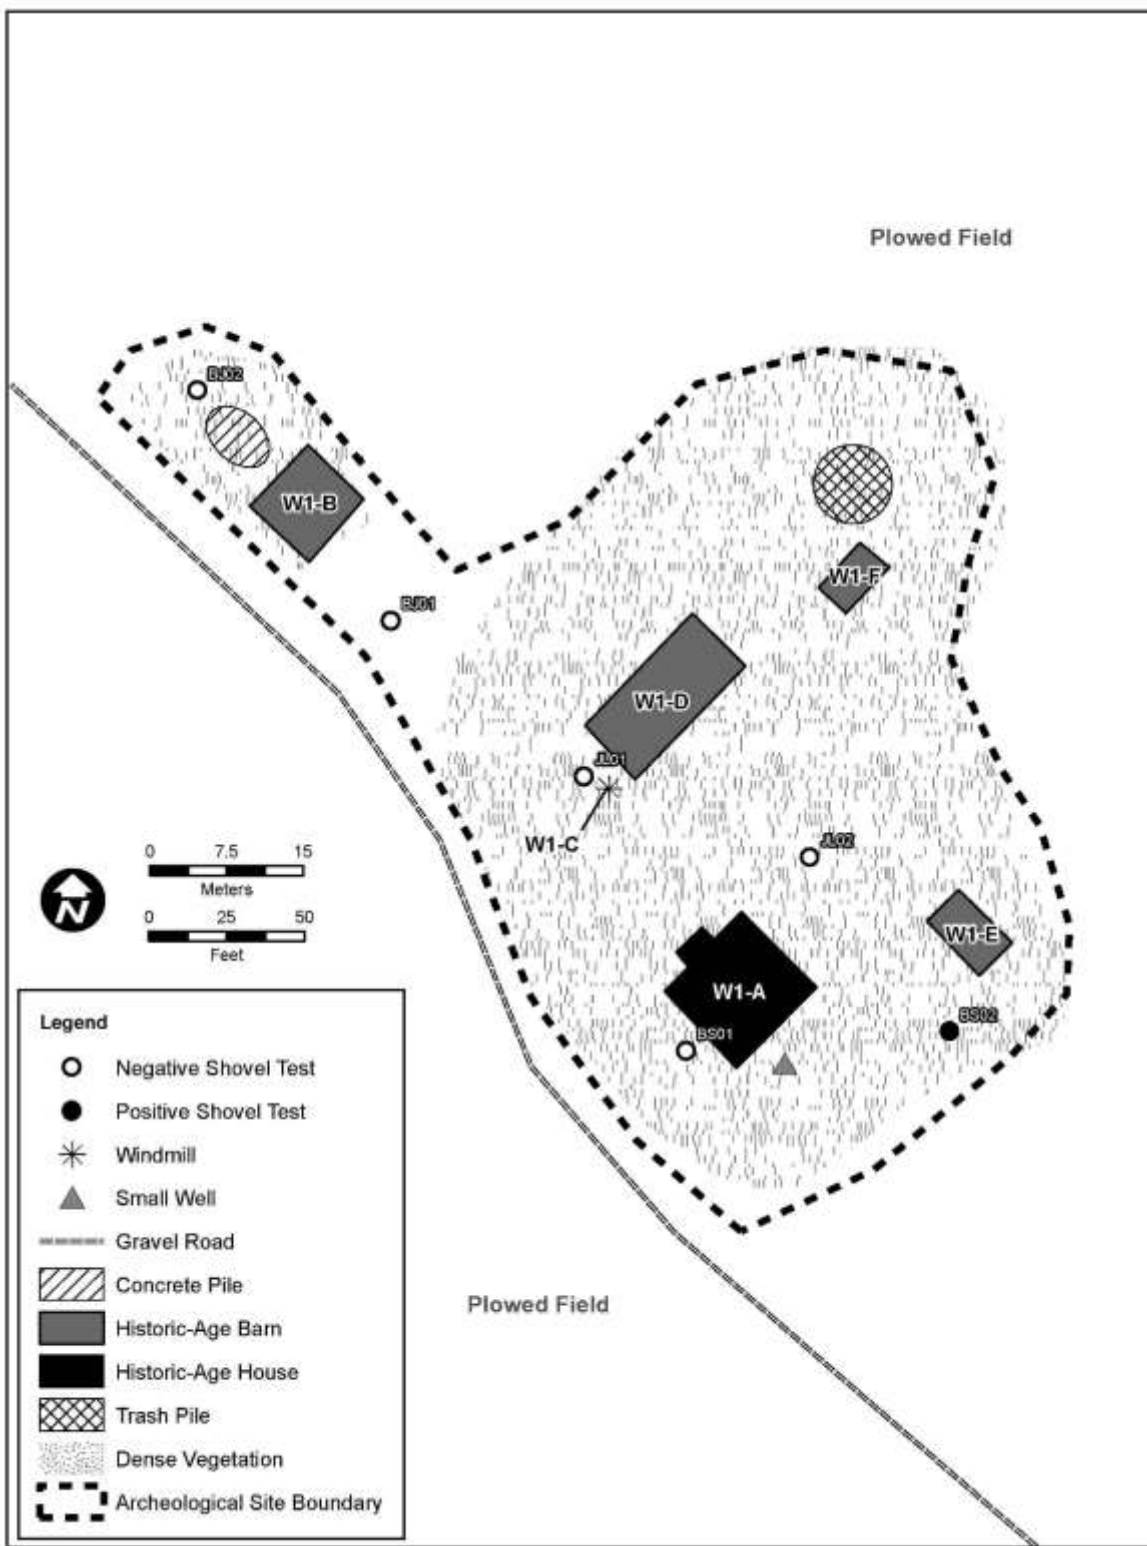 Plowed Field
BJ02
W1-B
W1-F
BJ01
W1-D
JL01
W1-C
JL02
0 7.5 15
Meters
0 25 50
Feet
N
W1-E
W1-A
BS02
BS01
Legend
Negative Shovel Test
Positive Shovel Test
Windmill
Small Well
Gravel Road
Concrete Pile
Historic-Age Barn
Historic-Age House
Trash Pile
Dense Vegetation
Archeological Site Boundary
Plowed Field